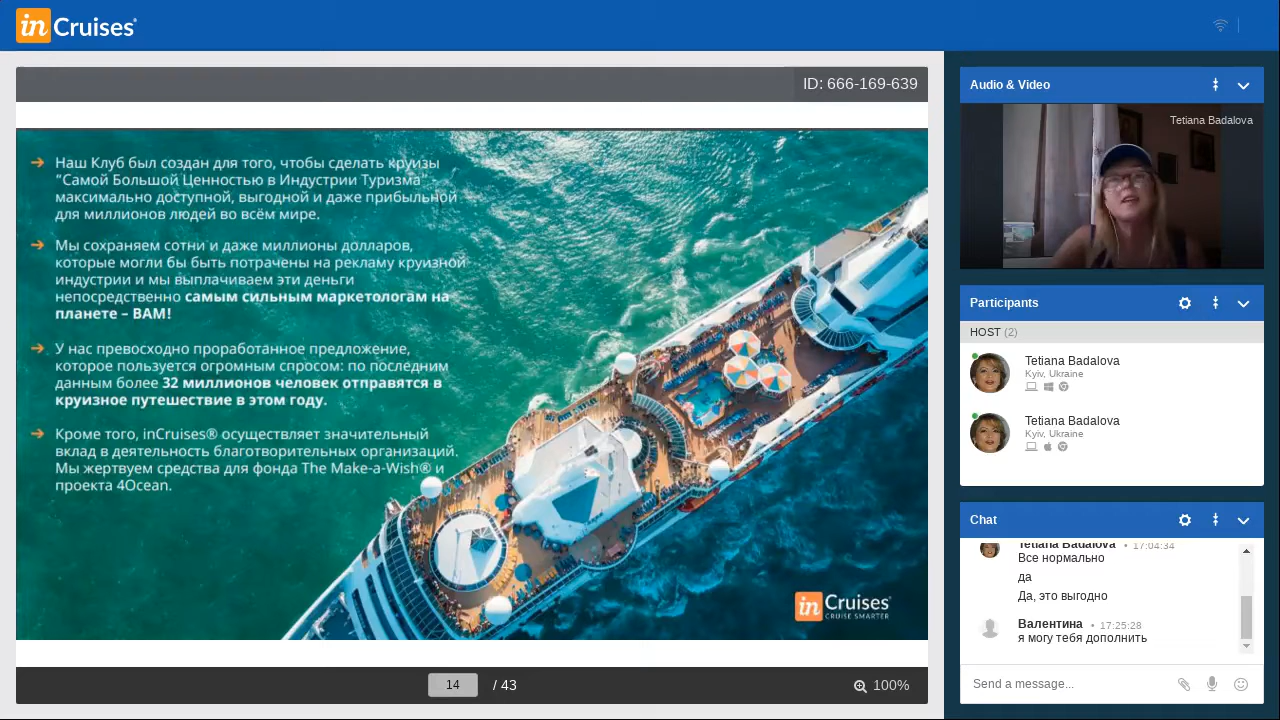 in Cruises®
ID: 666-169-639
Наш Клуб был создан для того, чтобы сделать круизы
“Самой Большой Ценностью в Индустрии Туризма” -
максимально доступной, выгодной и даже прибыльной
для миллионов людей во всём мире.
Мы сохраняем сотни и даже миллионы долларов,
которые могли бы быть потрачены на рекламу круизной
индустрии и мы выплачиваем эти деньги
непосредственно самым сильным маркетологам на
планете – ВАМ!
У нас превосходно проработанное предложение,
которое пользуется огромным спросом: по последним
данным более 32 миллионов человек отправятся в
круизное путешествие в этом году.
Кроме того, inCruises® осуществляет значительный
вклад в деятельность благотворительных организаций.
Мы жертвуем средства для фонда The Make-a-Wish® и
проекта 4Ocean.
in Cruises®
CRUISE SMARTER
14 / 43
100%
Audio & Video
Tetiana Badalova
Participants
HOST (2)
Tetiana Badalova
Kyiv, Ukraine
Tetiana Badalova
Kyiv, Ukraine
Chat
Tetiana Badalova • 17:04:34
Все нормально
да
Да, это выгодно
Валентина • 17:25:28
я могу тебя дополнить
Send a message...